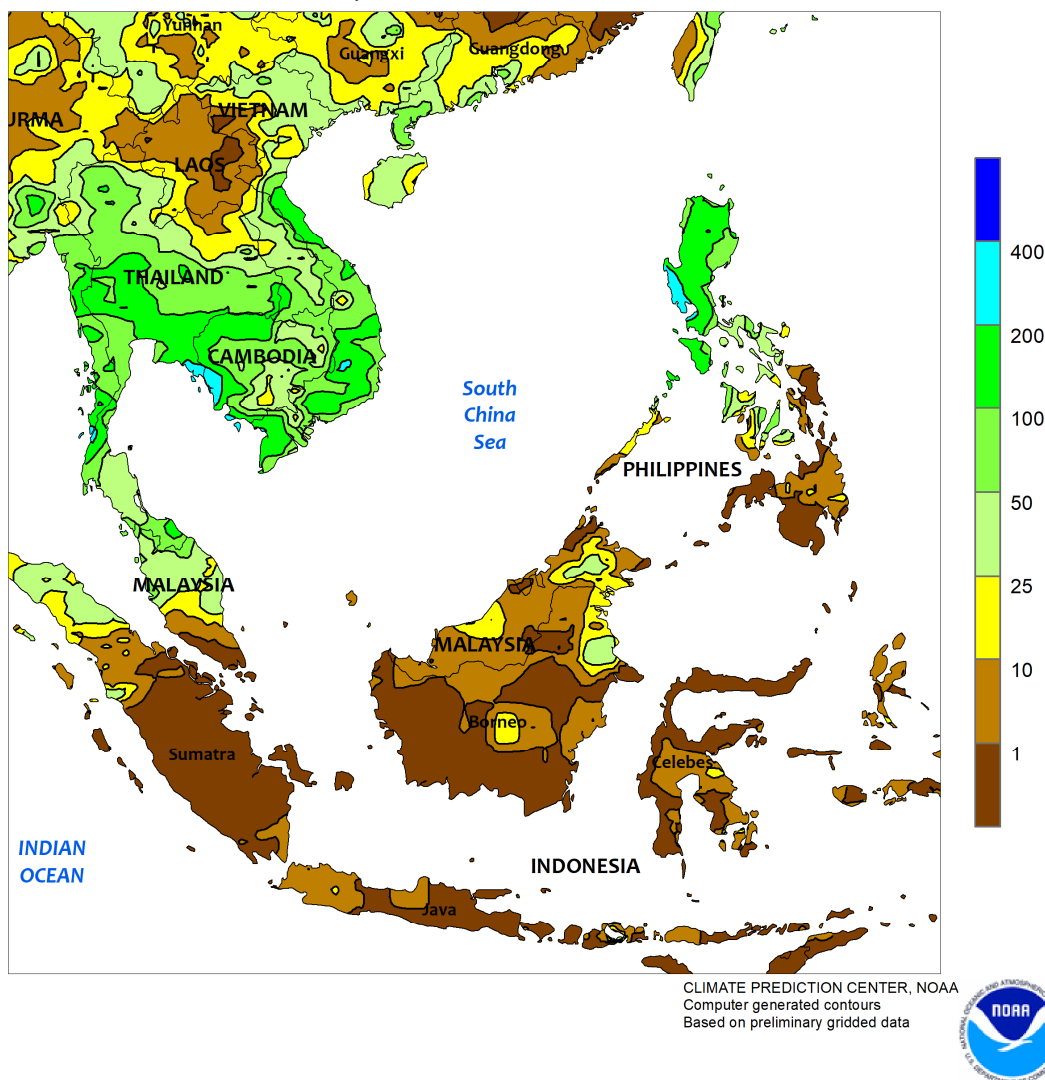 Yunnan
Guangxi
Guangdong
URMA
VIETNAM
LAOS
THAILAND
CAMBODIA
South
China
Sea
PHILIPPINES
MALAYSIA
MALAYSIA
Borneo
Sumatra
Celebes
INDIAN
OCEAN
INDONESIA
Java
400
200
100
50
25
10
1
CLIMATE PREDICTION CENTER, NOAA
Computer generated contours
Based on preliminary gridded data
NOAA